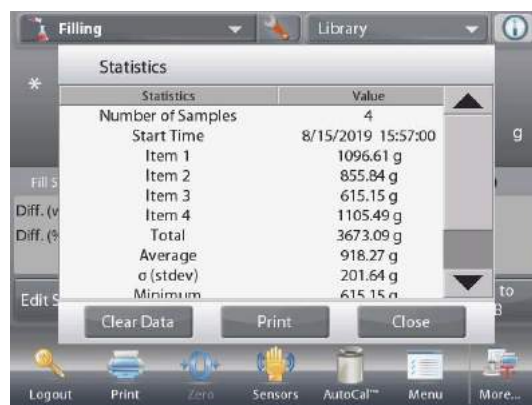 Filling
Library
Statistics
Statistics Value
Number of Samples 4
Start Time 8/15/2019 15:57:00
Item 1 1096.61 g
Item 2 855.84 g
Item 3 615.15 g
Item 4 1105.49 g
Total 3673.09 g
Average 918.27 g
σ (stdev) 201.64 g
Minimum 615.15 g
*
g
Fill S
Diff. (v
Diff. (%
Edit S
to
Clear Data Print Close
Logout Print Zero Sensors AutoCal™ Menu More...